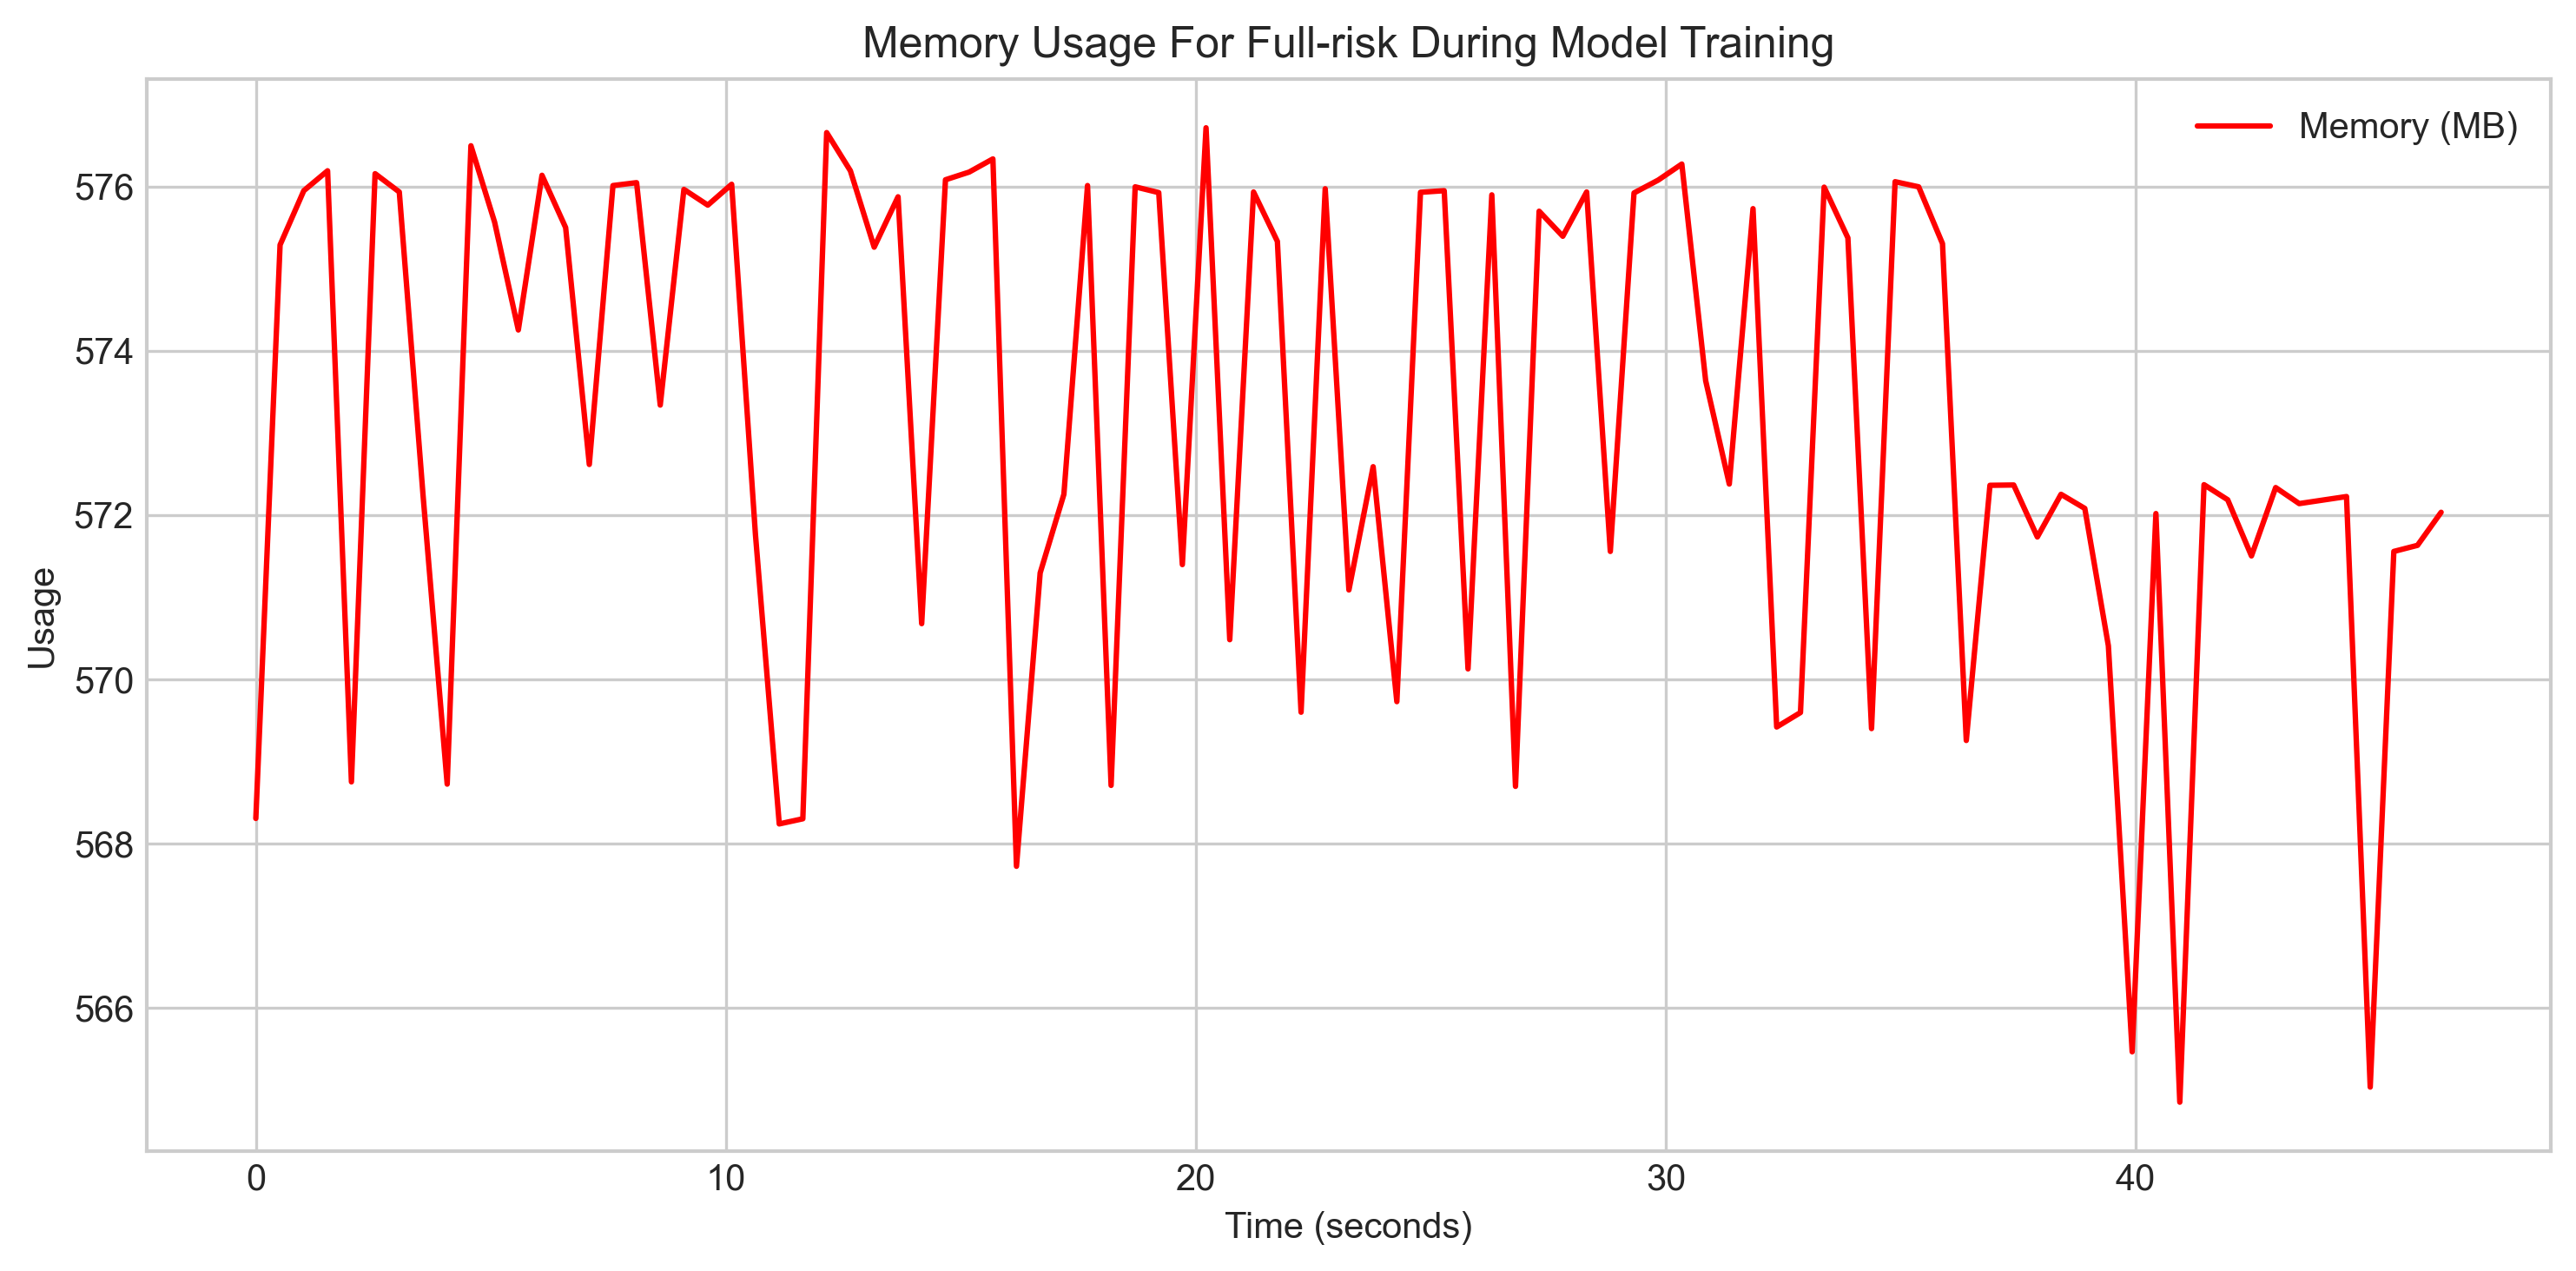 Memory Usage For Full-risk During Model Training
Memory (MB)
Usage
576
574
572
570
568
566
0 10 20 30 40
Time (seconds)